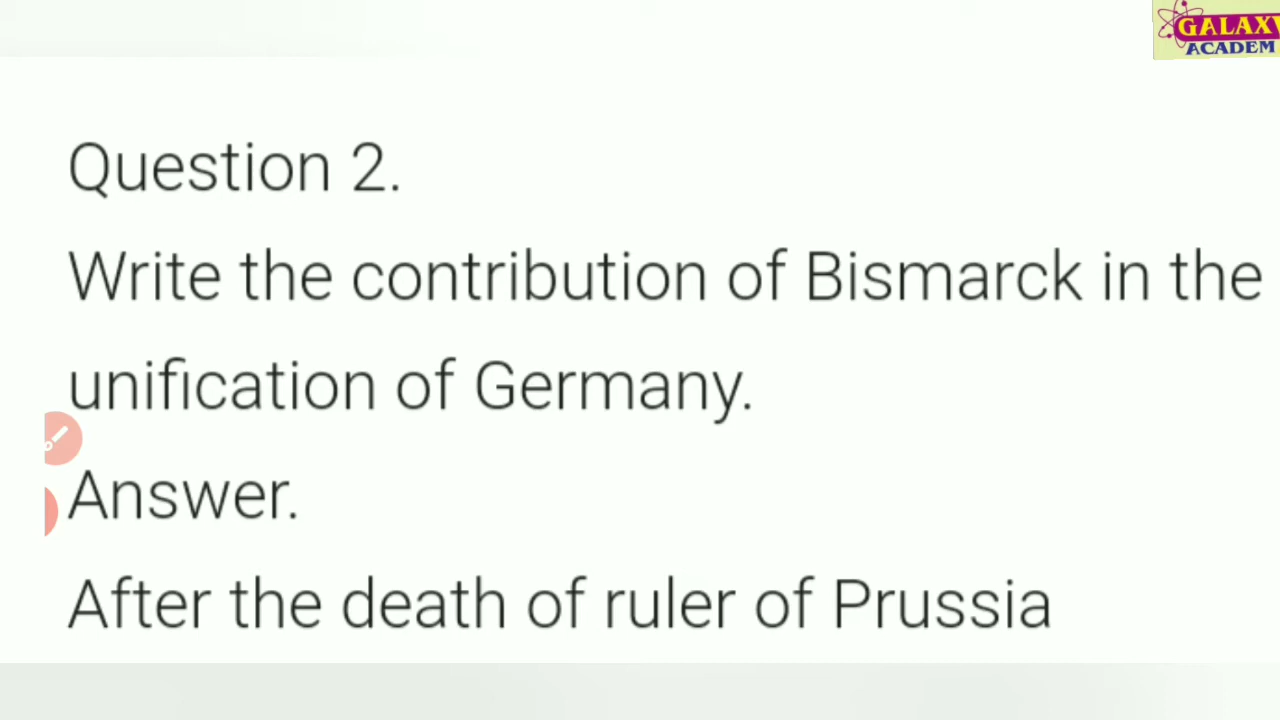 GALAXY
ACADEM
Question 2.
Write the contribution of Bismarck in the
unification of Germany.
Answer.
After the death of ruler of Prussia